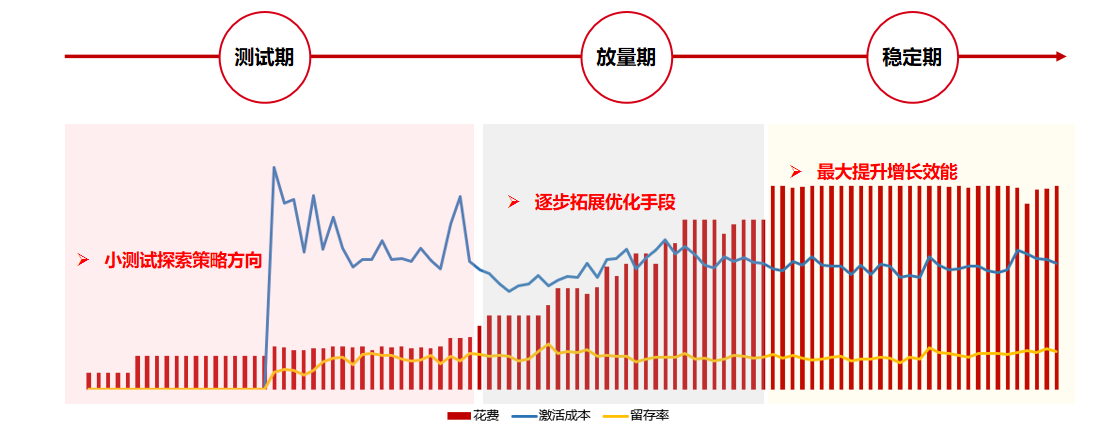 测试期
放量期
稳定期
最大提升增长效能
逐步拓展优化手段
小测试探索策略方向
花费
激活成本
留存率